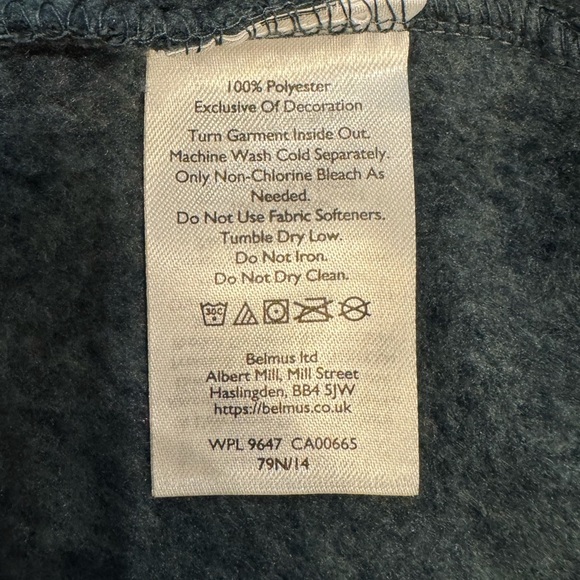 100% Polyester
Exclusive Of Decoration
Turn Garment Inside Out.
Machine Wash Cold Separately.
Only Non-Chlorine Bleach As
Needed.
Do Not Use Fabric Softeners.
Tumble Dry Low.
Do Not Iron.
Do Not Dry Clean.
30C
Belmus ltd
Albert Mill, Mill Street
Haslingden, BB4 5JW
https://belmus.co.uk
WPL 9647 CA00665
79N/14